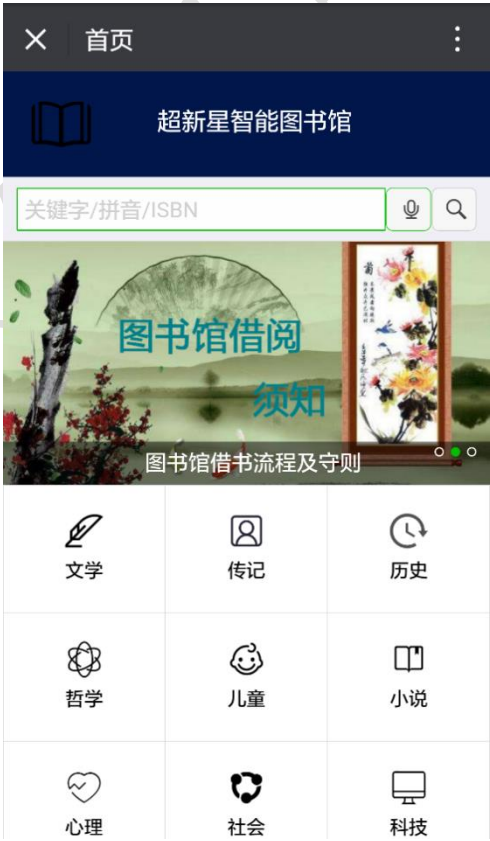 首页
超新星智能图书馆
关键字/拼音/ISBN
图书馆借阅
须知
菊
图书馆借书流程及守则
文学
传记
历史
哲学
儿童
小说
心理
社会
科技